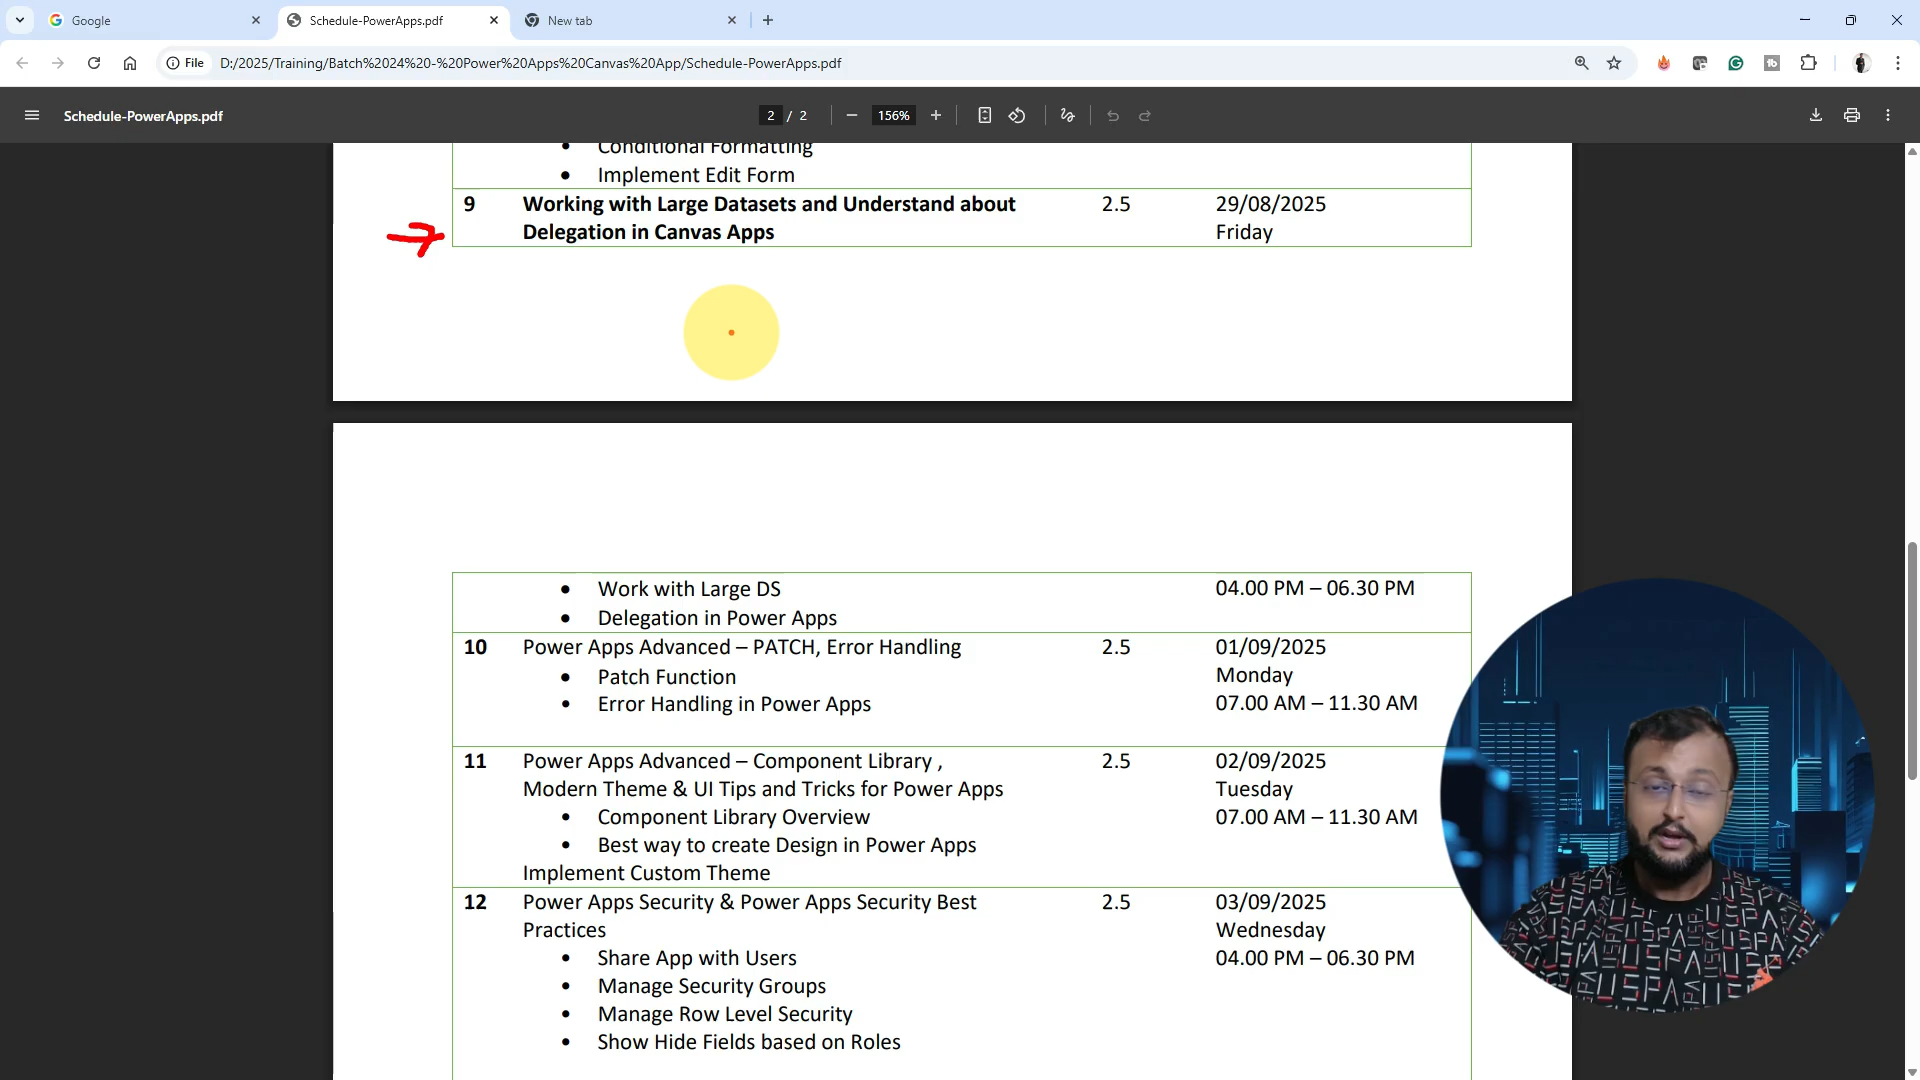 Google
Schedule-PowerApps.pdf
New tab
File
D:/2025/Training/Batch%2024%20-%20Power%20Apps%20Canvas%20App/Schedule-PowerApps.pdf
Schedule-PowerApps.pdf
2 / 2
156%
• Conditional Formatting
• Implement Edit Form
9 Working with Large Datasets and Understand about 2.5 29/08/2025
Delegation in Canvas Apps Friday
• Work with Large DS 04.00 PM – 06.30 PM
• Delegation in Power Apps
10 Power Apps Advanced – PATCH, Error Handling 2.5 01/09/2025
• Patch Function Monday
• Error Handling in Power Apps 07.00 AM – 11.30 AM
11 Power Apps Advanced – Component Library , 2.5 02/09/2025
Modern Theme & UI Tips and Tricks for Power Apps Tuesday
• Component Library Overview 07.00 AM – 11.30 AM
• Best way to create Design in Power Apps
Implement Custom Theme
12 Power Apps Security & Power Apps Security Best 2.5 03/09/2025
Practices Wednesday
• Share App with Users 04.00 PM – 06.30 PM
• Manage Security Groups
• Manage Row Level Security
• Show Hide Fields based on Roles